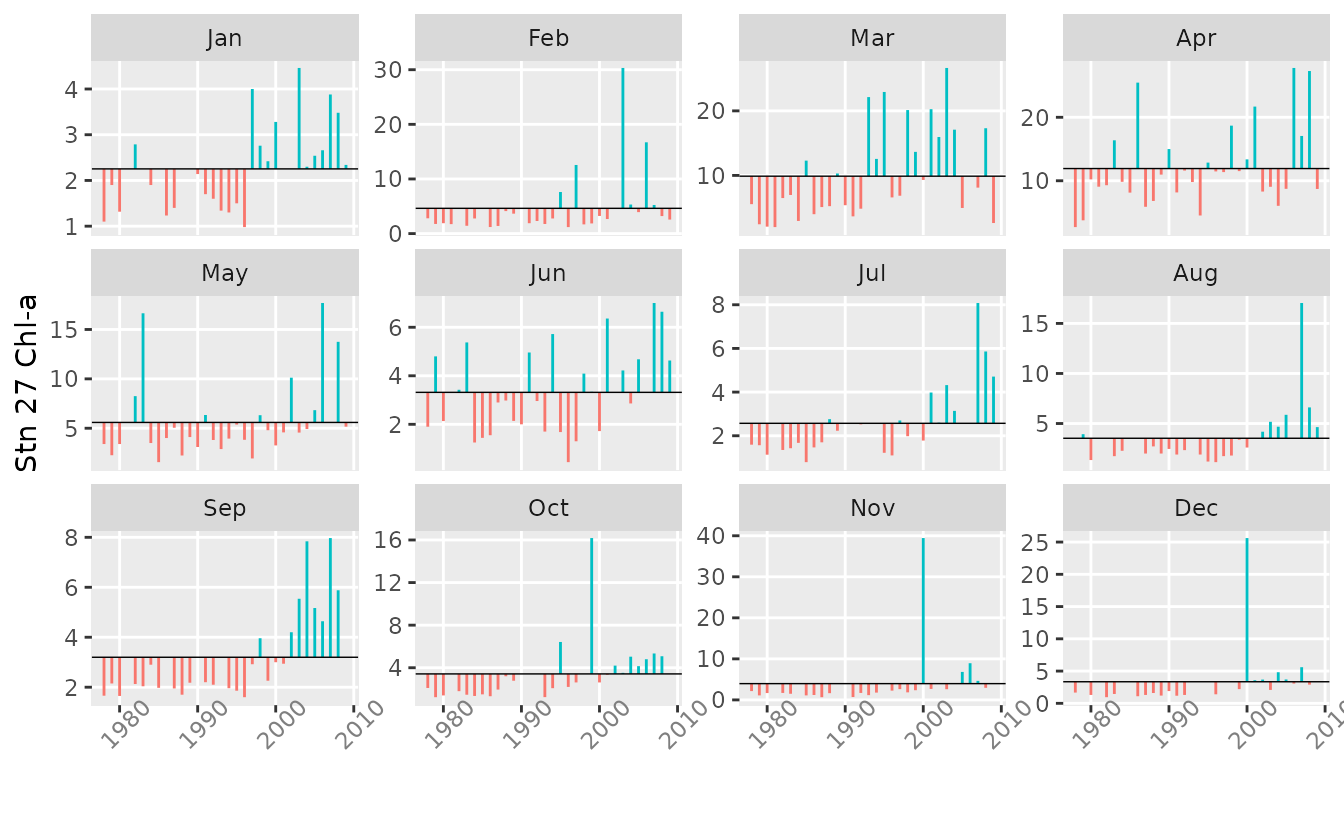 Jan Feb Mar Apr
4 3 2 1
30 20 10 0
20 10
20 10
May Jun Jul Aug
15 10 5
6 4 2
8 6 4 2
15 10 5
Stn 27 Chl-a
Sep Oct Nov Dec
8 6 4 2
16 12 8 4
40 30 20 10 0
25 20 15 10 5 0
1980 1990 2000 2010 1980 1990 2000 2010 1980 1990 2000 2010 1980 1990 2000 2010